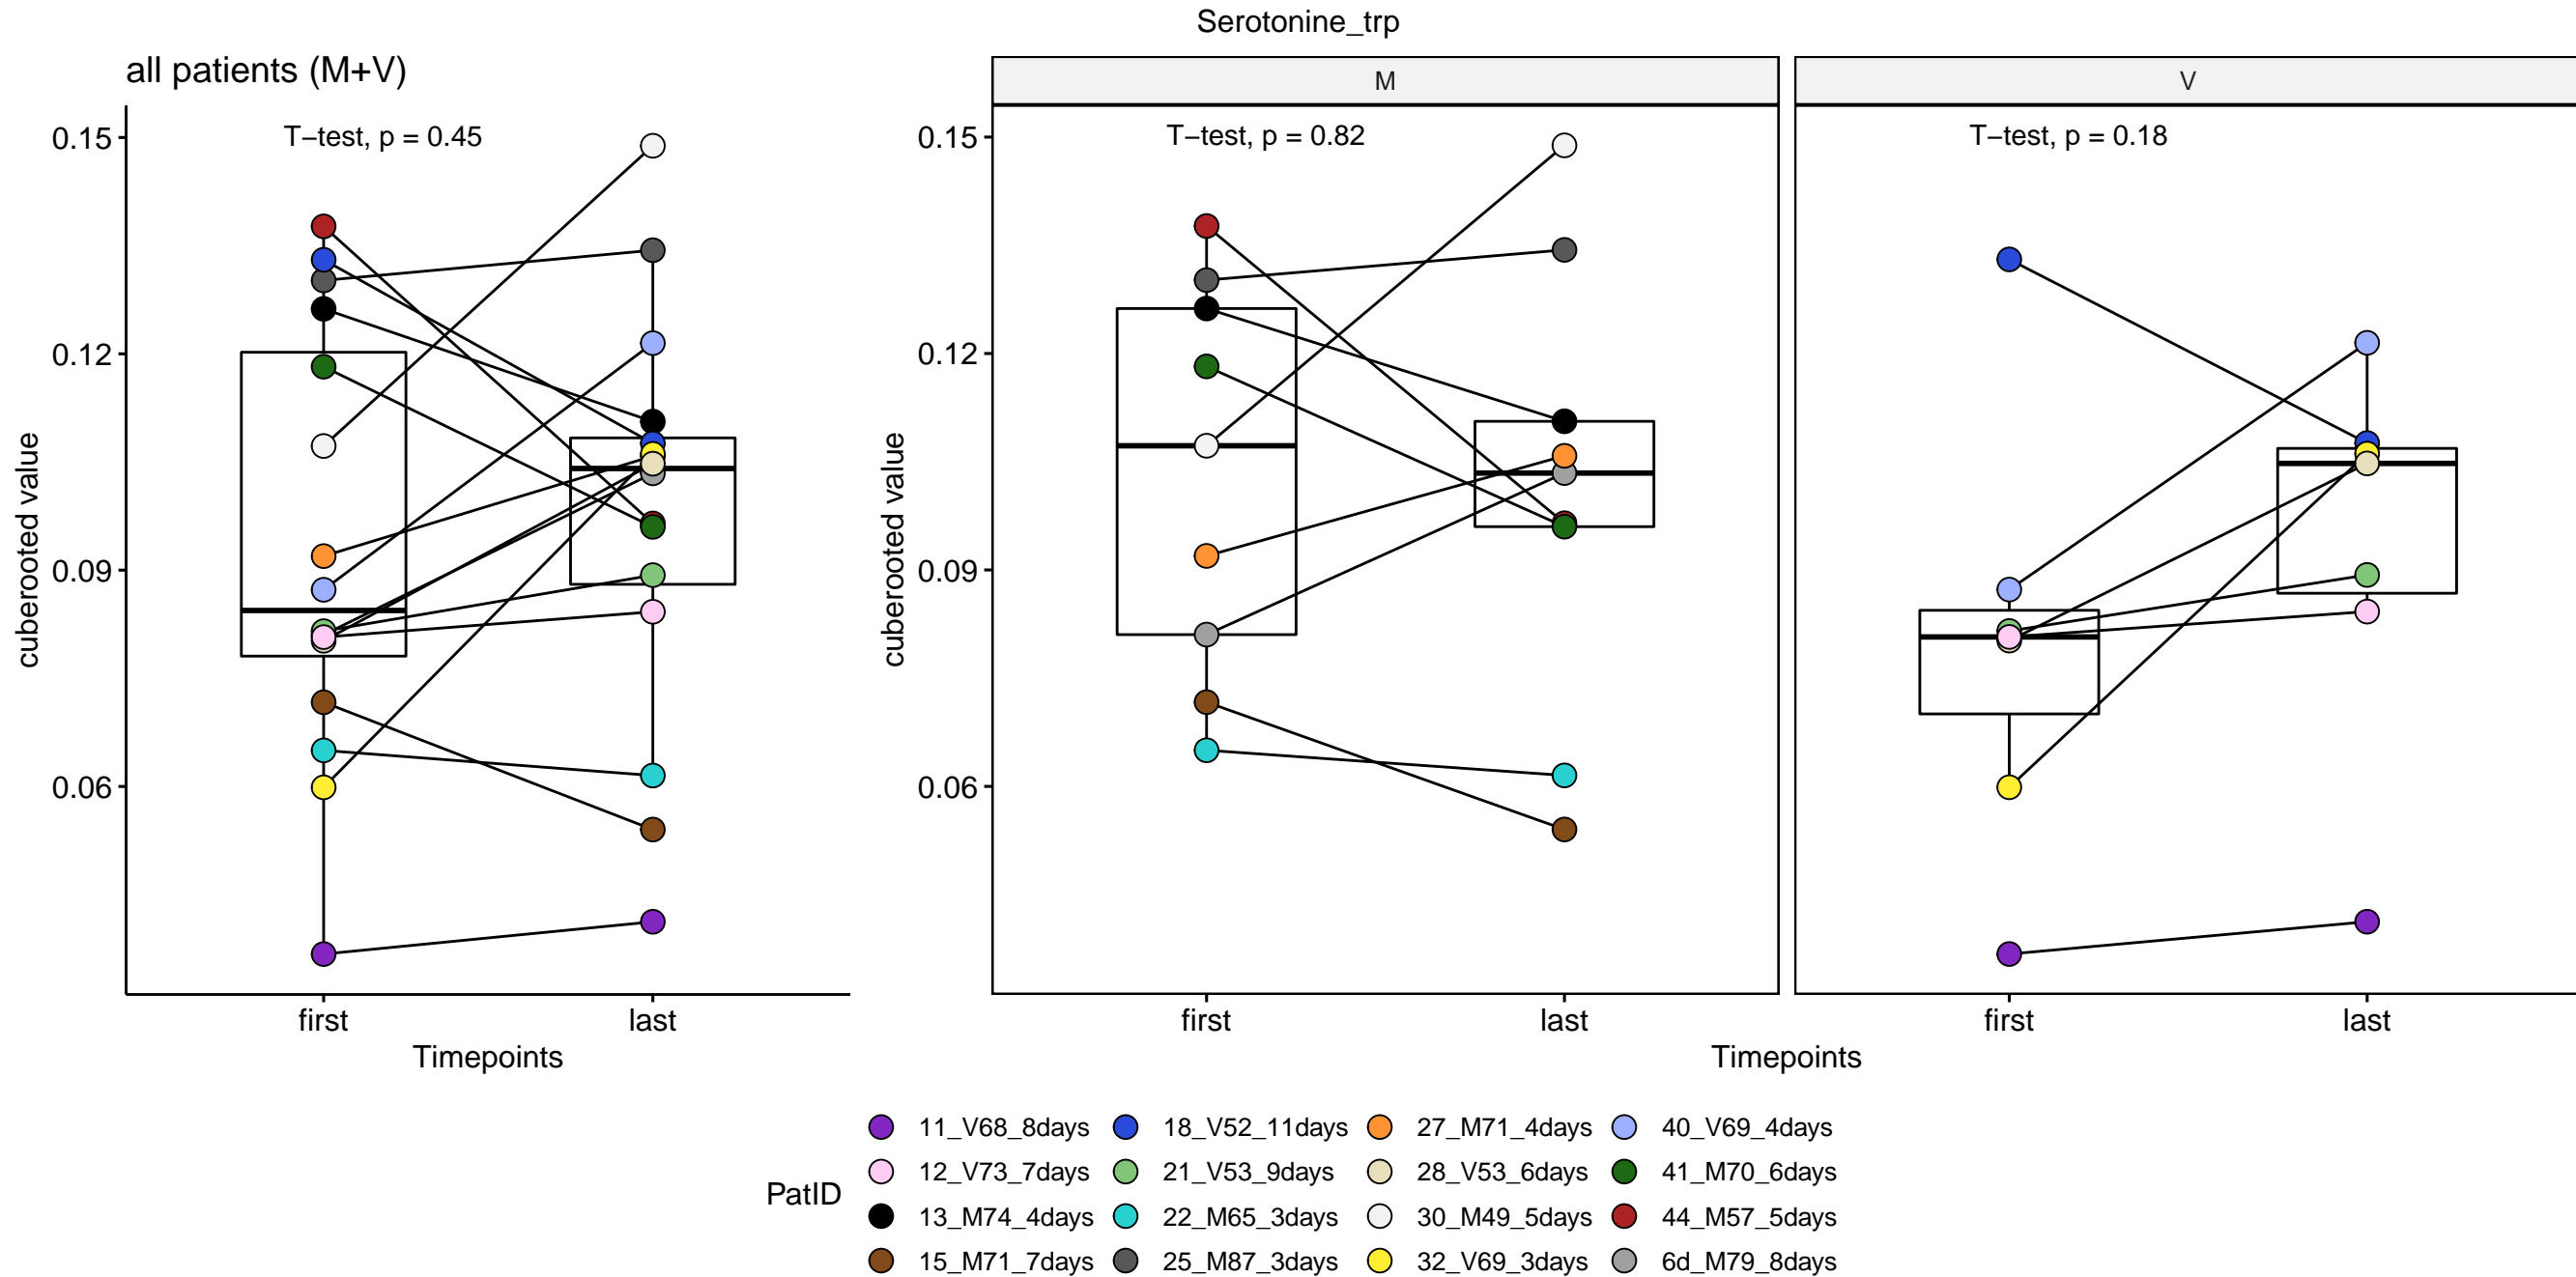 Serotonine_trp
all patients (M+V)
M
V
T−test, p = 0.45
T−test, p = 0.82
T−test, p = 0.18
cuberooted value
0.15
0.12
0.09
0.06
cuberooted value
0.15
0.12
0.09
0.06
first last
first last
first last
Timepoints
Timepoints
PatID
11_V68_8days 18_V52_11days 27_M71_4days 40_V69_4days
12_V73_7days 21_V53_9days 28_V53_6days 41_M70_6days
13_M74_4days 22_M65_3days 30_M49_5days 44_M57_5days
15_M71_7days 25_M87_3days 32_V69_3days 6d_M79_8days